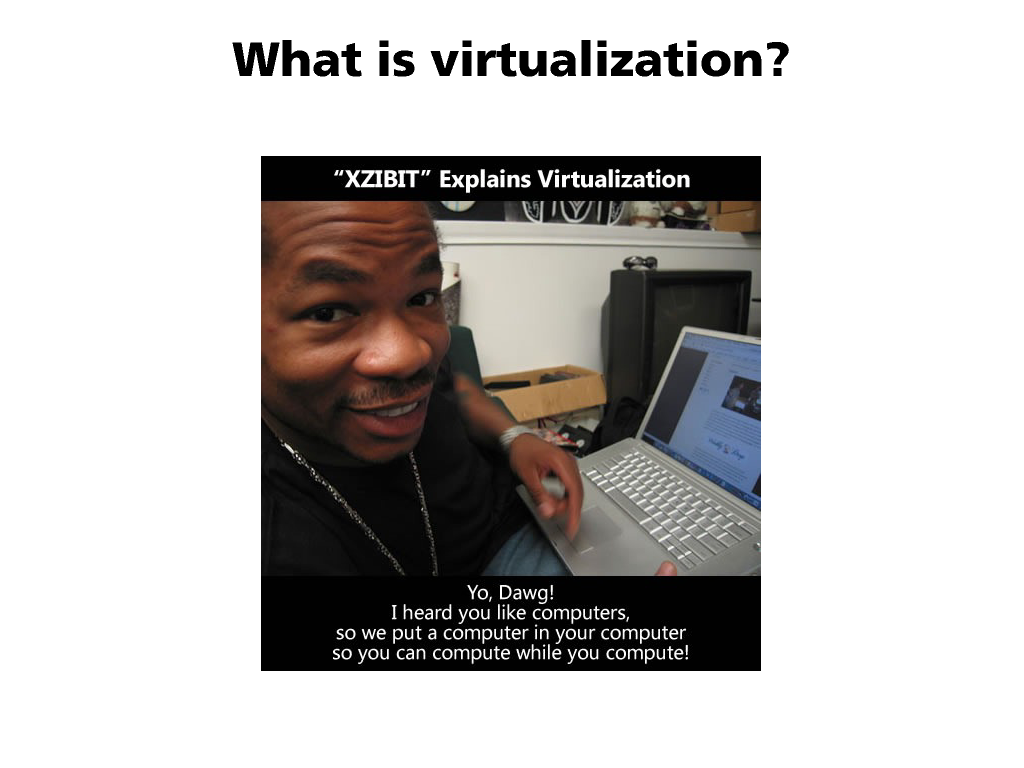 What is virtualization?
“XZIBIT” Explains Virtualization
Yo, Dawg!
I heard you like computers,
so we put a computer in your computer
so you can compute while you compute!